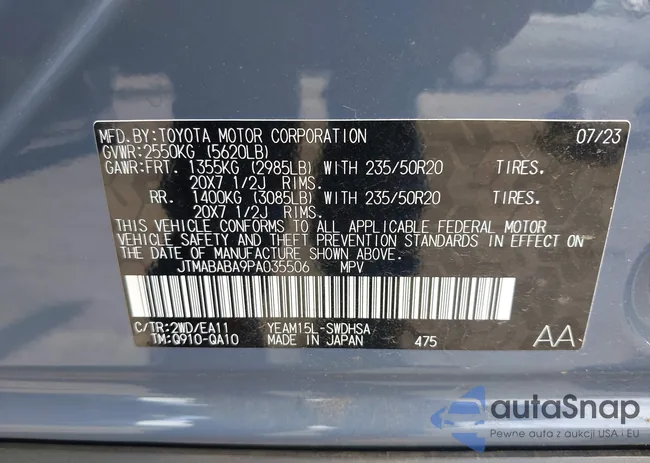 MFD.BY:TOYOTA MOTOR CORPORATION 07/23
GVWR:2550KG (5620LB)
GAWR:FRT. 1355KG (2985LB) WITH 235/50R20 TIRES.
20X7 1/2J RIMS.
RR. 1400KG (3085LB) WITH 235/50R20 TIRES.
20X7 1/2J RIMS.
THIS VEHICLE CONFORMS TO ALL APPLICABLE FEDERAL MOTOR
VEHICLE SAFETY AND THEFT PREVENTION STANDARDS IN EFFECT ON
THE DATE OF MANUFACTURE SHOWN ABOVE.
JTMABABA9PA035506 MPV
C/TR:2WD/EA11 YEAM15L-SWDHSA
TM:Q910-QA10 MADE IN JAPAN 475 AA
autaSnap
Pewne auta z aukcji USA i EU